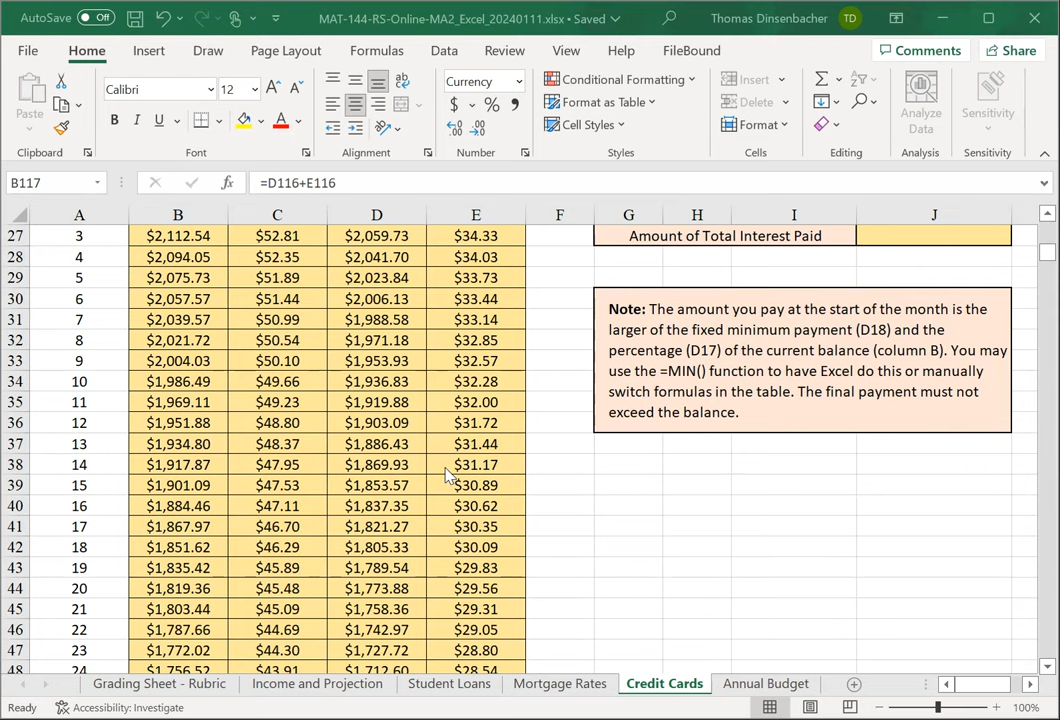 AutoSave Off MAT-144-RS-Online-MA2_Excel_20240111.xlsx • Saved Thomas Dinsenbacher TD
File Home Insert Draw Page Layout Formulas Data Review View Help FileBound Comments Share
Paste Calibri 12 Currency Conditional Formatting Insert Analyze Data Sensitivity
B I U A $ % , Format as Table Delete
Cell Styles Format
Clipboard Font Alignment Number Styles Cells Editing Analysis Sensitivity
B117 fx =D116+E116
A B C D E F G H I J
27 3 $2,112.54 $52.81 $2,059.73 $34.33 Amount of Total Interest Paid
28 4 $2,094.05 $52.35 $2,041.70 $34.03
29 5 $2,075.73 $51.89 $2,023.84 $33.73
30 6 $2,057.57 $51.44 $2,006.13 $33.44
31 7 $2,039.57 $50.99 $1,988.58 $33.14
32 8 $2,021.72 $50.54 $1,971.18 $32.85
33 9 $2,004.03 $50.10 $1,953.93 $32.57
34 10 $1,986.49 $49.66 $1,936.83 $32.28
35 11 $1,969.11 $49.23 $1,919.88 $32.00
36 12 $1,951.88 $48.80 $1,903.09 $31.72
37 13 $1,934.80 $48.37 $1,886.43 $31.44
38 14 $1,917.87 $47.95 $1,869.93 $31.17
39 15 $1,901.09 $47.53 $1,853.57 $30.89
40 16 $1,884.46 $47.11 $1,837.35 $30.62
41 17 $1,867.97 $46.70 $1,821.27 $30.35
42 18 $1,851.62 $46.29 $1,805.33 $30.09
43 19 $1,835.42 $45.89 $1,789.54 $29.83
44 20 $1,819.36 $45.48 $1,773.88 $29.56
45 21 $1,803.44 $45.09 $1,758.36 $29.31
46 22 $1,787.66 $44.69 $1,742.97 $29.05
47 23 $1,772.02 $44.30 $1,727.72 $28.80
48 24 $1,756.52 $43.91 $1,712.60 $28.54
Note: The amount you pay at the start of the month is the
larger of the fixed minimum payment (D18) and the
percentage (D17) of the current balance (column B). You may
use the =MIN() function to have Excel do this or manually
switch formulas in the table. The final payment must not
exceed the balance.
Grading Sheet - Rubric Income and Projection Student Loans Mortgage Rates Credit Cards Annual Budget
Ready Accessibility: Investigate 100%